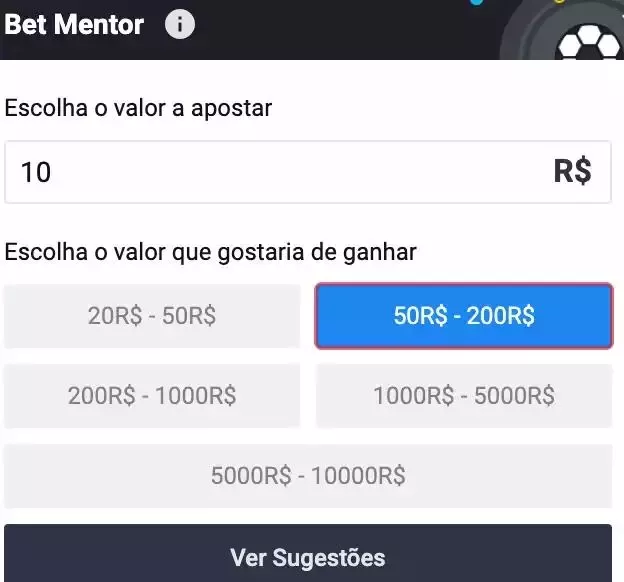 Bet Mentor i
Escolha o valor a apostar
10 R$
Escolha o valor que gostaria de ganhar
20R$ - 50R$ 50R$ - 200R$
200R$ - 1000R$ 1000R$ - 5000R$
5000R$ - 10000R$
Ver Sugestões